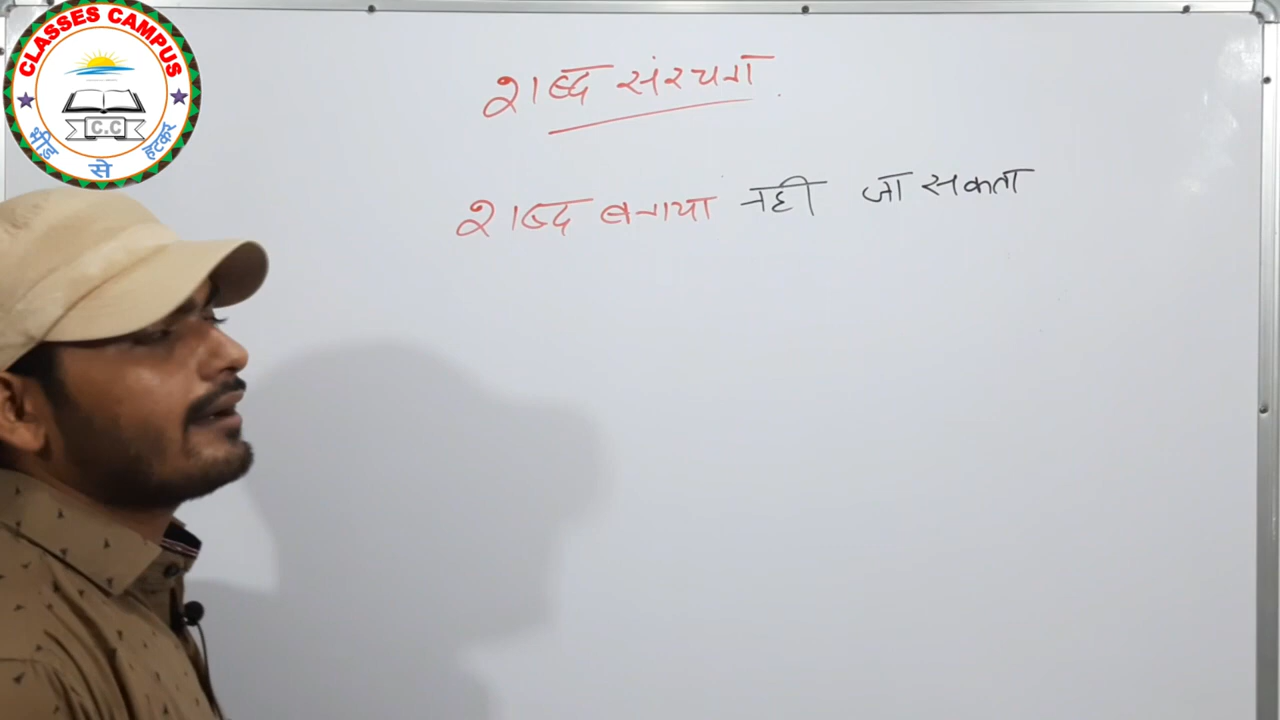 CLASSES CAMPUS
C.C
भीड़ से हटकर
शब्द संरचना
शब्द बनाया नही जा सकता